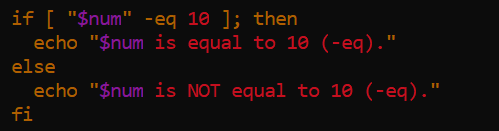 if [ "$num" -eq 10 ]; then
  echo "$num is equal to 10 (-eq)."
else
  echo "$num is NOT equal to 10 (-eq)."
fi